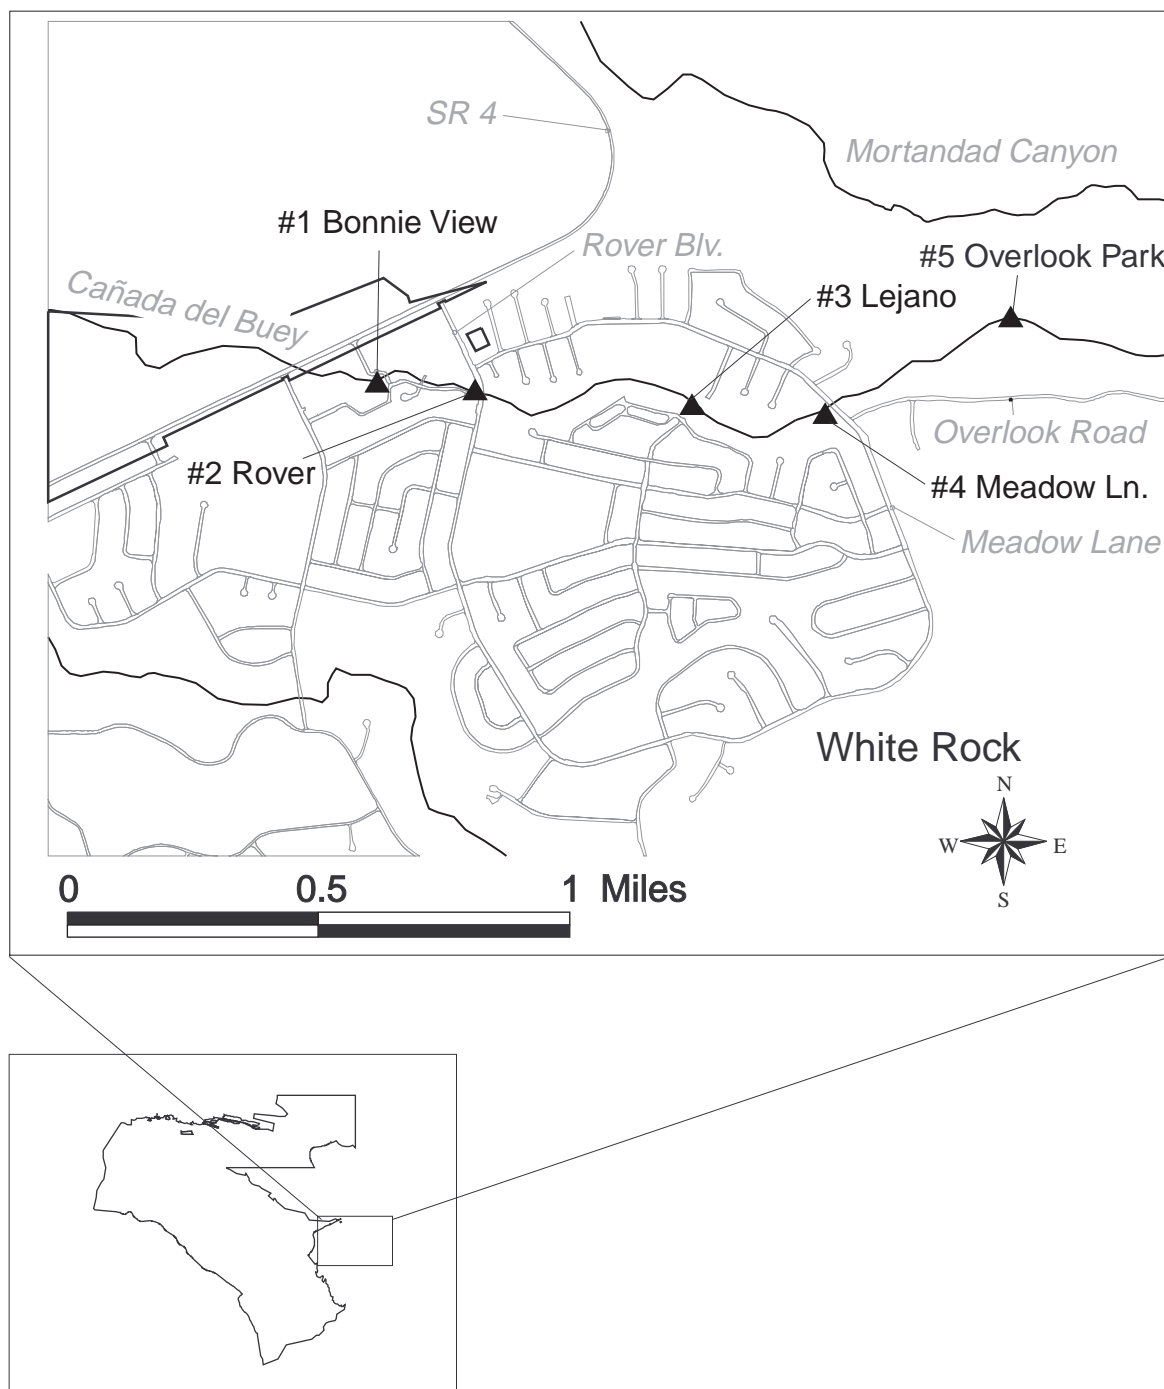 SR 4
Mortandad Canyon
#1 Bonnie View
Rover Blv.
#5 Overlook Park
Cañada del Buey
#3 Lejano
Overlook Road
#2 Rover
#4 Meadow Ln.
Meadow Lane
White Rock
N
W E
S
0 0.5 1 Miles